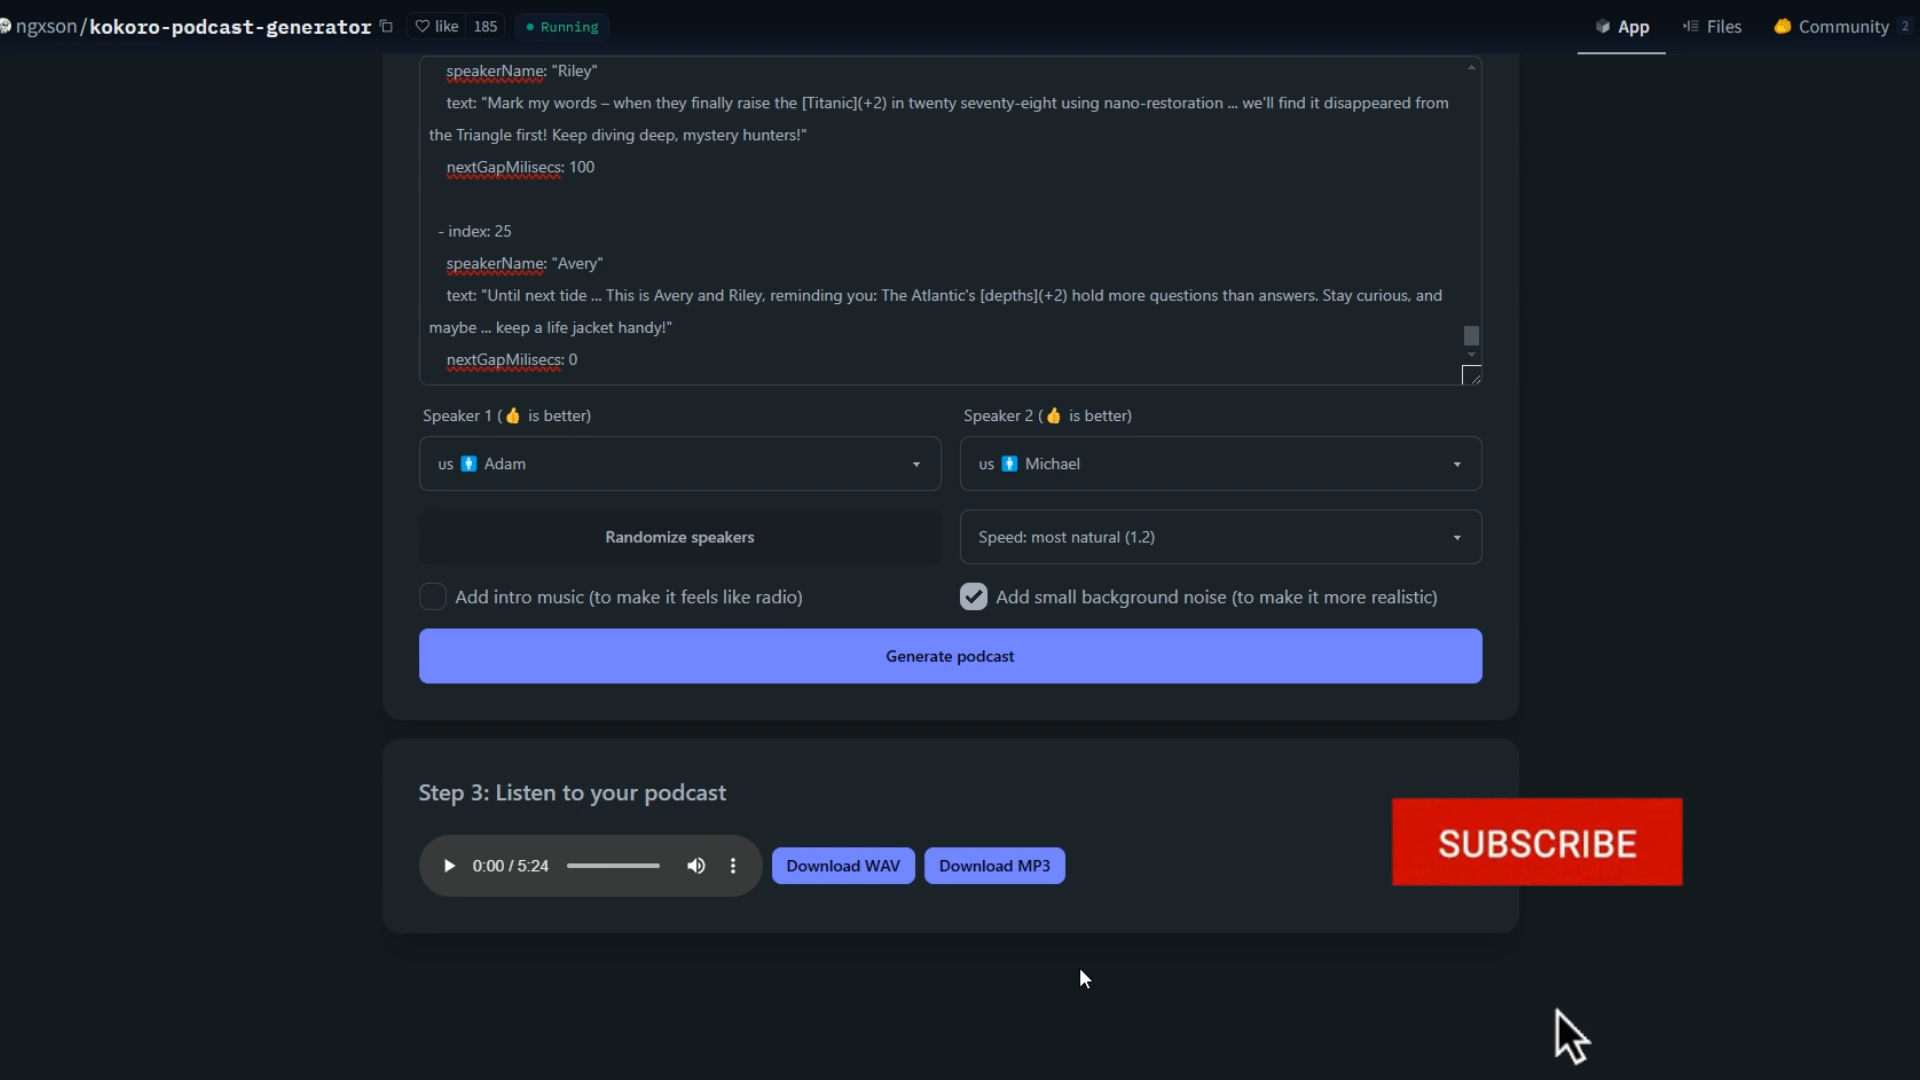 ngxson/kokoro-podcast-generator like 185 Running App Files Community 2
speakerName: "Riley"
text: "Mark my words – when they finally raise the [Titanic](+2) in twenty seventy-eight using nano-restoration ... we'll find it disappeared from
the Triangle first! Keep diving deep, mystery hunters!"
nextGapMilisecs: 100
- index: 25
speakerName: "Avery"
text: "Until next tide ... This is Avery and Riley, reminding you: The Atlantic's [depths](+2) hold more questions than answers. Stay curious, and
maybe ... keep a life jacket handy!"
nextGapMilisecs: 0
Speaker 1 (👍 is better) Speaker 2 (👍 is better)
us 🚹 Adam us 🚹 Michael
Randomize speakers Speed: most natural (1.2)
Add intro music (to make it feels like radio) Add small background noise (to make it more realistic)
Generate podcast
Step 3: Listen to your podcast
0:00 / 5:24 Download WAV Download MP3
SUBSCRIBE